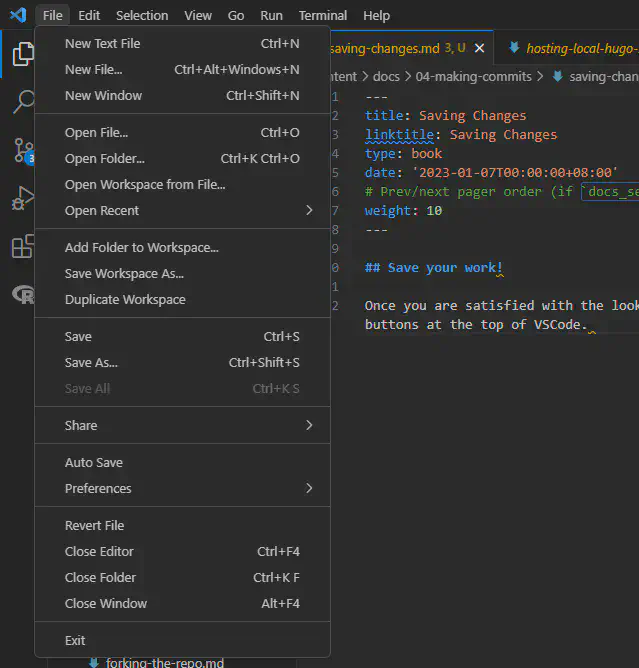 File Edit Selection View Go Run Terminal Help
New Text File Ctrl+N
New File... Ctrl+Alt+Windows+N
New Window Ctrl+Shift+N
Open File... Ctrl+O
Open Folder... Ctrl+K Ctrl+O
Open Workspace from File...
Open Recent
Add Folder to Workspace...
Save Workspace As...
Duplicate Workspace
Save Ctrl+S
Save As... Ctrl+Shift+S
Save All Ctrl+K S
Share
Auto Save
Preferences
Revert File
Close Editor Ctrl+F4
Close Folder Ctrl+K F
Close Window Alt+F4
Exit
3
R
saving-changes.md 3, U hosting-local-hugo-
ntent > docs > 04-making-commits > saving-chan
1 ---
2 title: Saving Changes
3 linktitle: Saving Changes
4 type: book
5 date: '2023-01-07T00:00:00+08:00'
6 # Prev/next pager order (if `docs_se
7 weight: 10
8 ---
9
0 ## Save your work!
1
2 Once you are satisfied with the look
buttons at the top of VSCode.
forking-the-repo.md